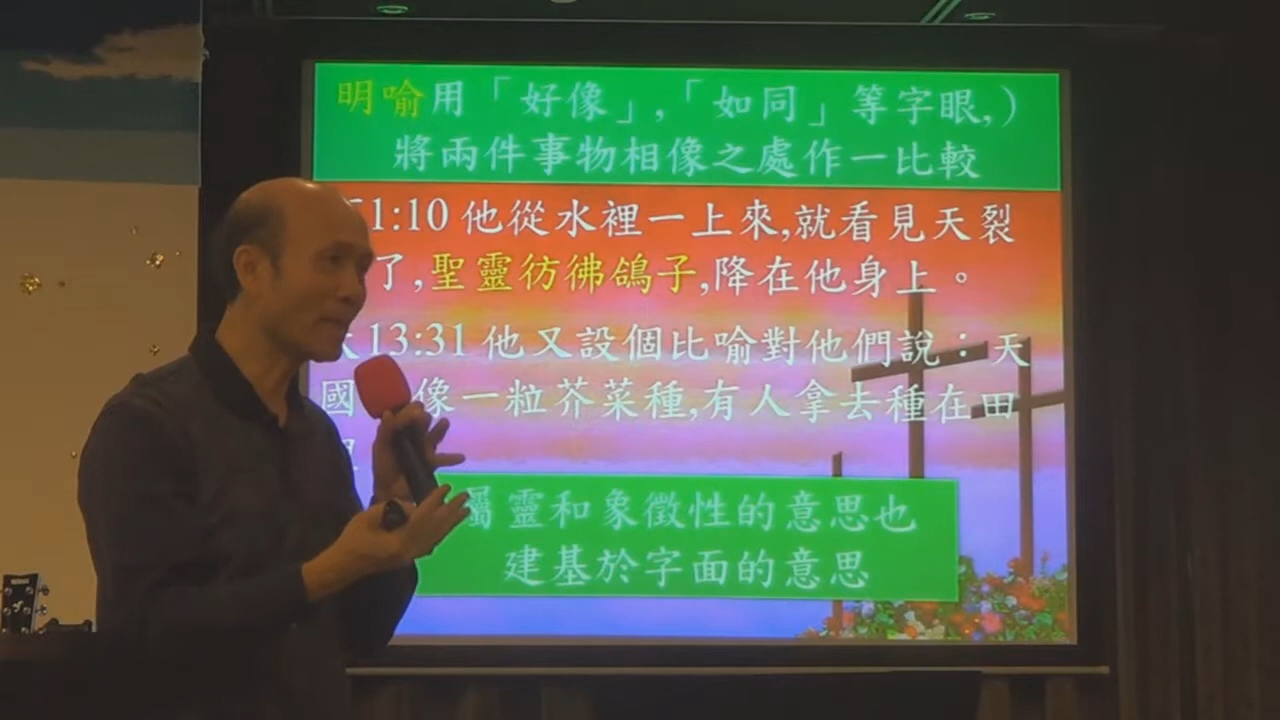 明喻用「好像」,「如同」等字眼,)
將兩件事物相像之處作一比較
1:10 他從水裡一上來,就看見天裂
了,聖靈彷彿鴿子,降在他身上。
13:31 他又設個比喻對他們說：天
國 像一粒芥菜種,有人拿去種在田
屬靈和象徵性的意思也
建基於字面的意思